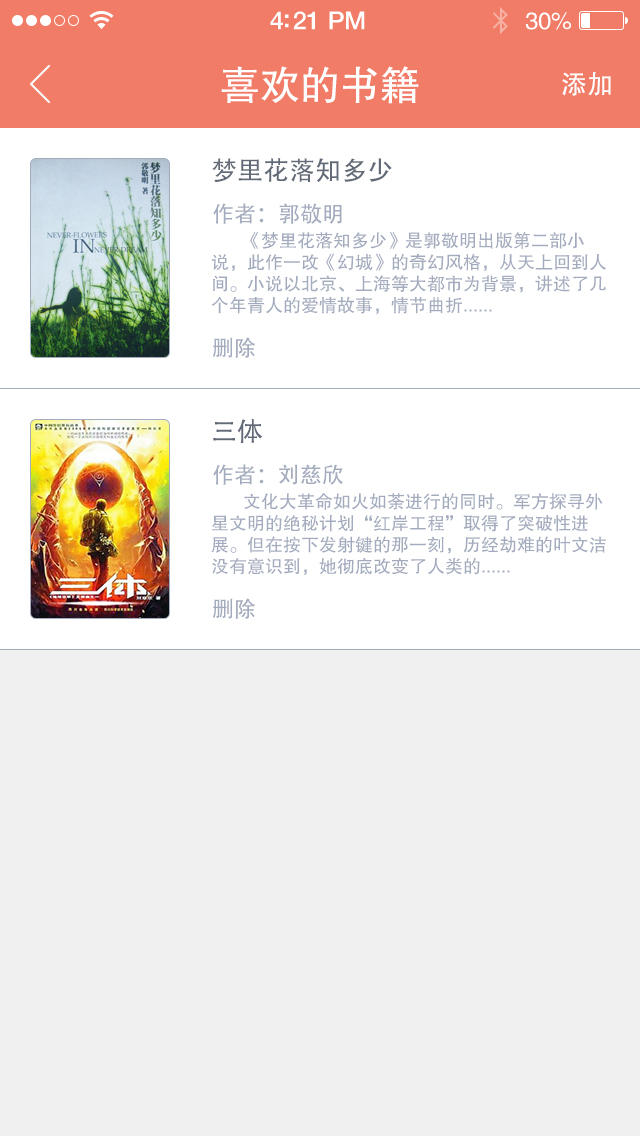 4:21 PM
30%
喜欢的书籍
添加
梦里花落知多少
郭敬明 著
NEVER-FLOWERS
IN NEVER-DREAM
梦里花落知多少
作者：郭敬明
《梦里花落知多少》是郭敬明出版第二部小
说，此作一改《幻城》的奇幻风格，从天上回到人
间。小说以北京、上海等大都市为背景，讲述了几
个年青人的爱情故事，情节曲折......
删除
三体
三体
作者：刘慈欣
文化大革命如火如荼进行的同时。军方探寻外
星文明的绝秘计划“红岸工程”取得了突破性进
展。但在按下发射键的那一刻，历经劫难的叶文洁
没有意识到，她彻底改变了人类的......
删除